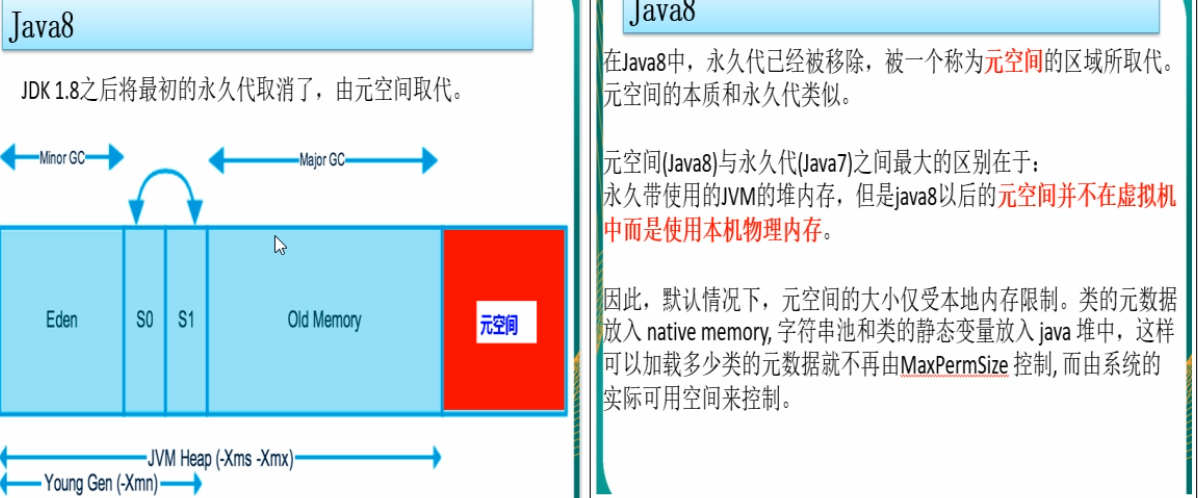 Java8
JDK 1.8之后将最初的永久代取消了，由元空间取代。
Minor GC
Major GC
Eden
S0
S1
Old Memory
元空间
JVM Heap (-Xms -Xmx)
Young Gen (-Xmn)
Java8
在Java8中，永久代已经被移除，被一个称为元空间的区域所取代。
元空间的本质和永久代类似。
元空间(Java8)与永久代(Java7)之间最大的区别在于：
永久带使用的JVM的堆内存，但是java8以后的元空间并不在虚拟机
中而是使用本机物理内存。
因此，默认情况下，元空间的大小仅受本地内存限制。类的元数据
放入 native memory, 字符串池和类的静态变量放入 java 堆中，这样
可以加载多少类的元数据就不再由MaxPermSize 控制, 而由系统的
实际可用空间来控制。